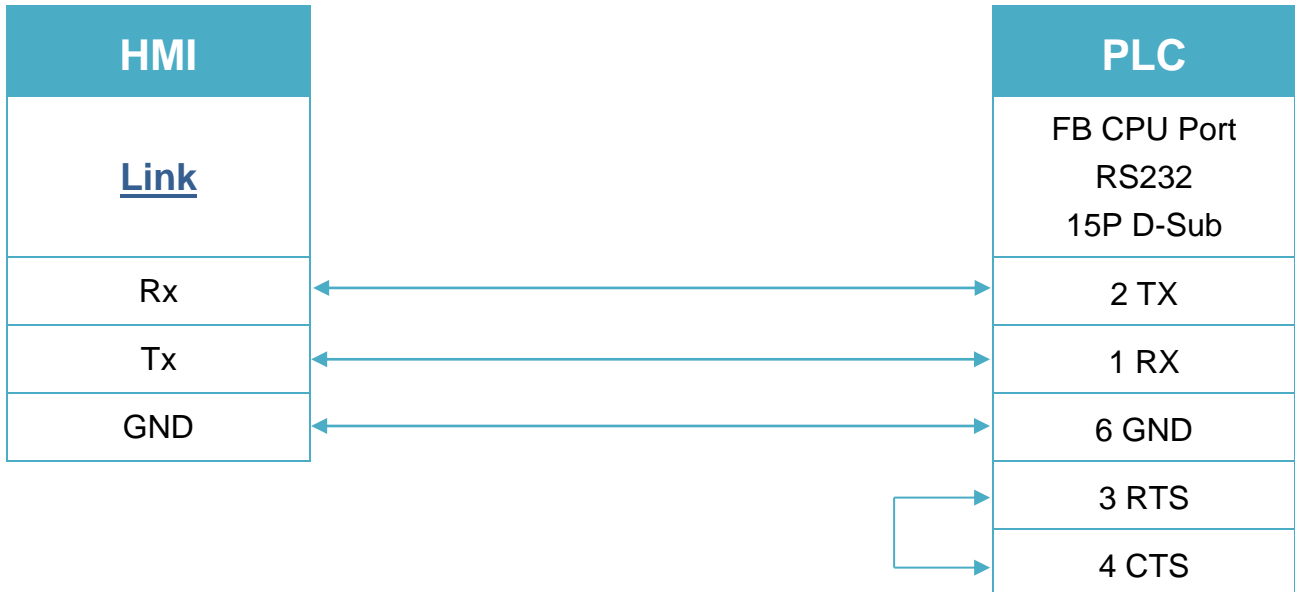 HMI
PLC
Link
FB CPU Port
RS232
15P D-Sub
Rx
2 TX
Tx
1 RX
GND
6 GND
3 RTS
4 CTS